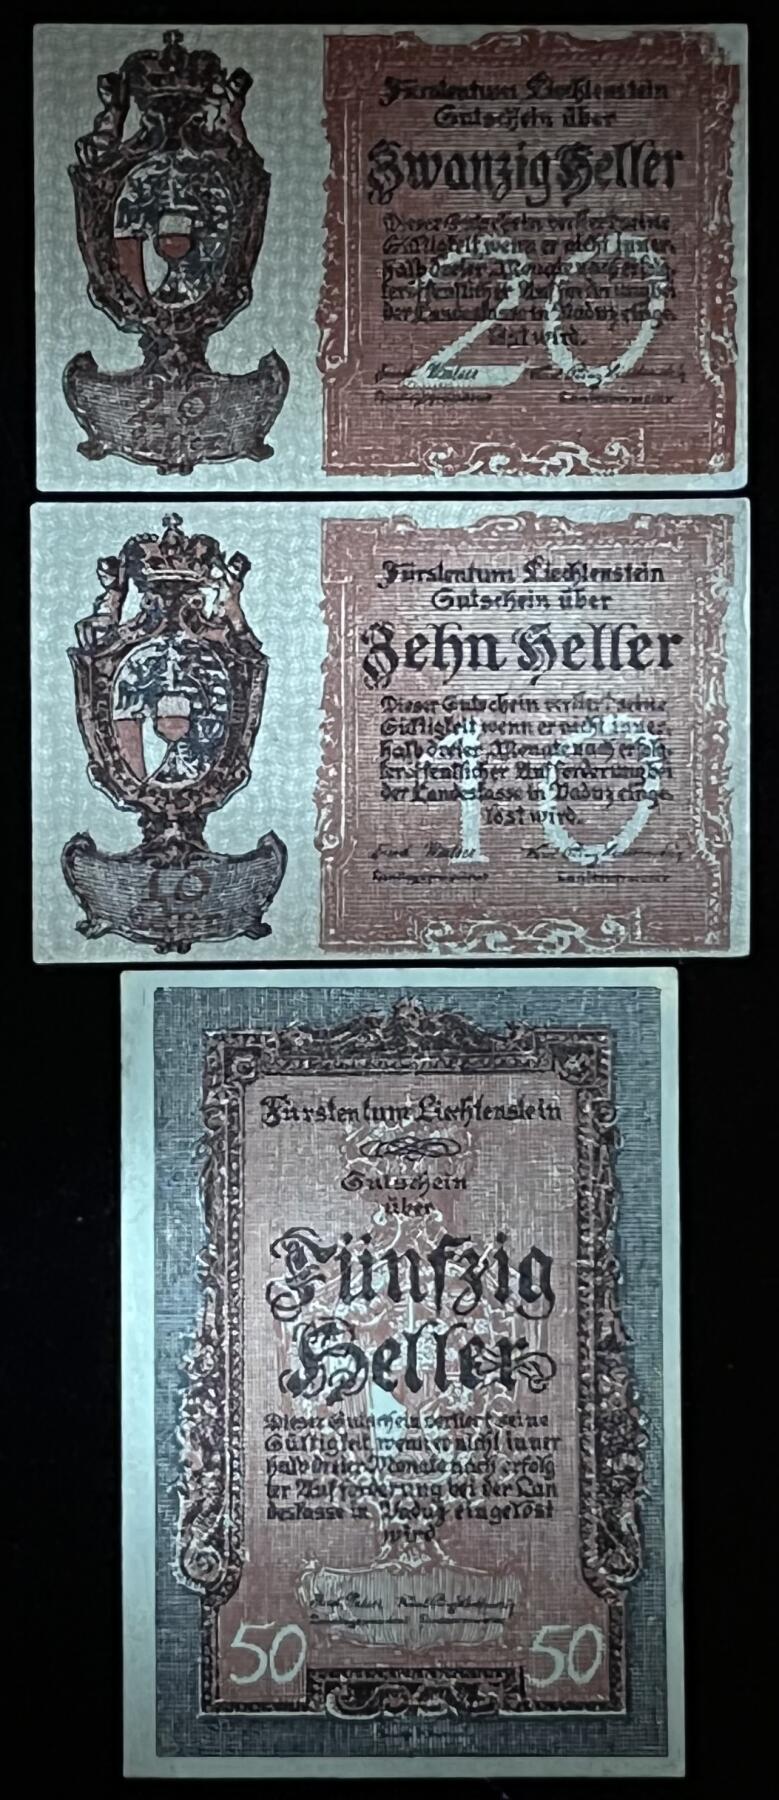 Fürstentum Liechtenstein
Gutschein über
Zwanzig Heller
Dieser Gutschein verliert seine
Gültigkeit, wenn er nicht inner-
halb dreier Monate nach erfolg-
ter öffentlicher Aufforderung bei
der Landeskasse in Vaduz einge-
löst wird.
20
20
Fürstentum Liechtenstein
Gutschein über
Zehn Heller
Dieser Gutschein verliert seine
Gültigkeit wenn er nicht inner-
halb dreier Monate nach erfolg-
ter öffentlicher Aufforderung bei
der Landeskasse in Vaduz einge-
löst wird.
10
10
Fürstentum Liechtenstein
Gutschein
über
Fünfzig
Heller
Dieser Gutschein verliert seine
Gültigkeit, wenn er nicht inner
halb dreier Monate nach erfolg
ter Aufforderung bei der Lan
deskasse in Vaduz eingelöst
wird
50 50